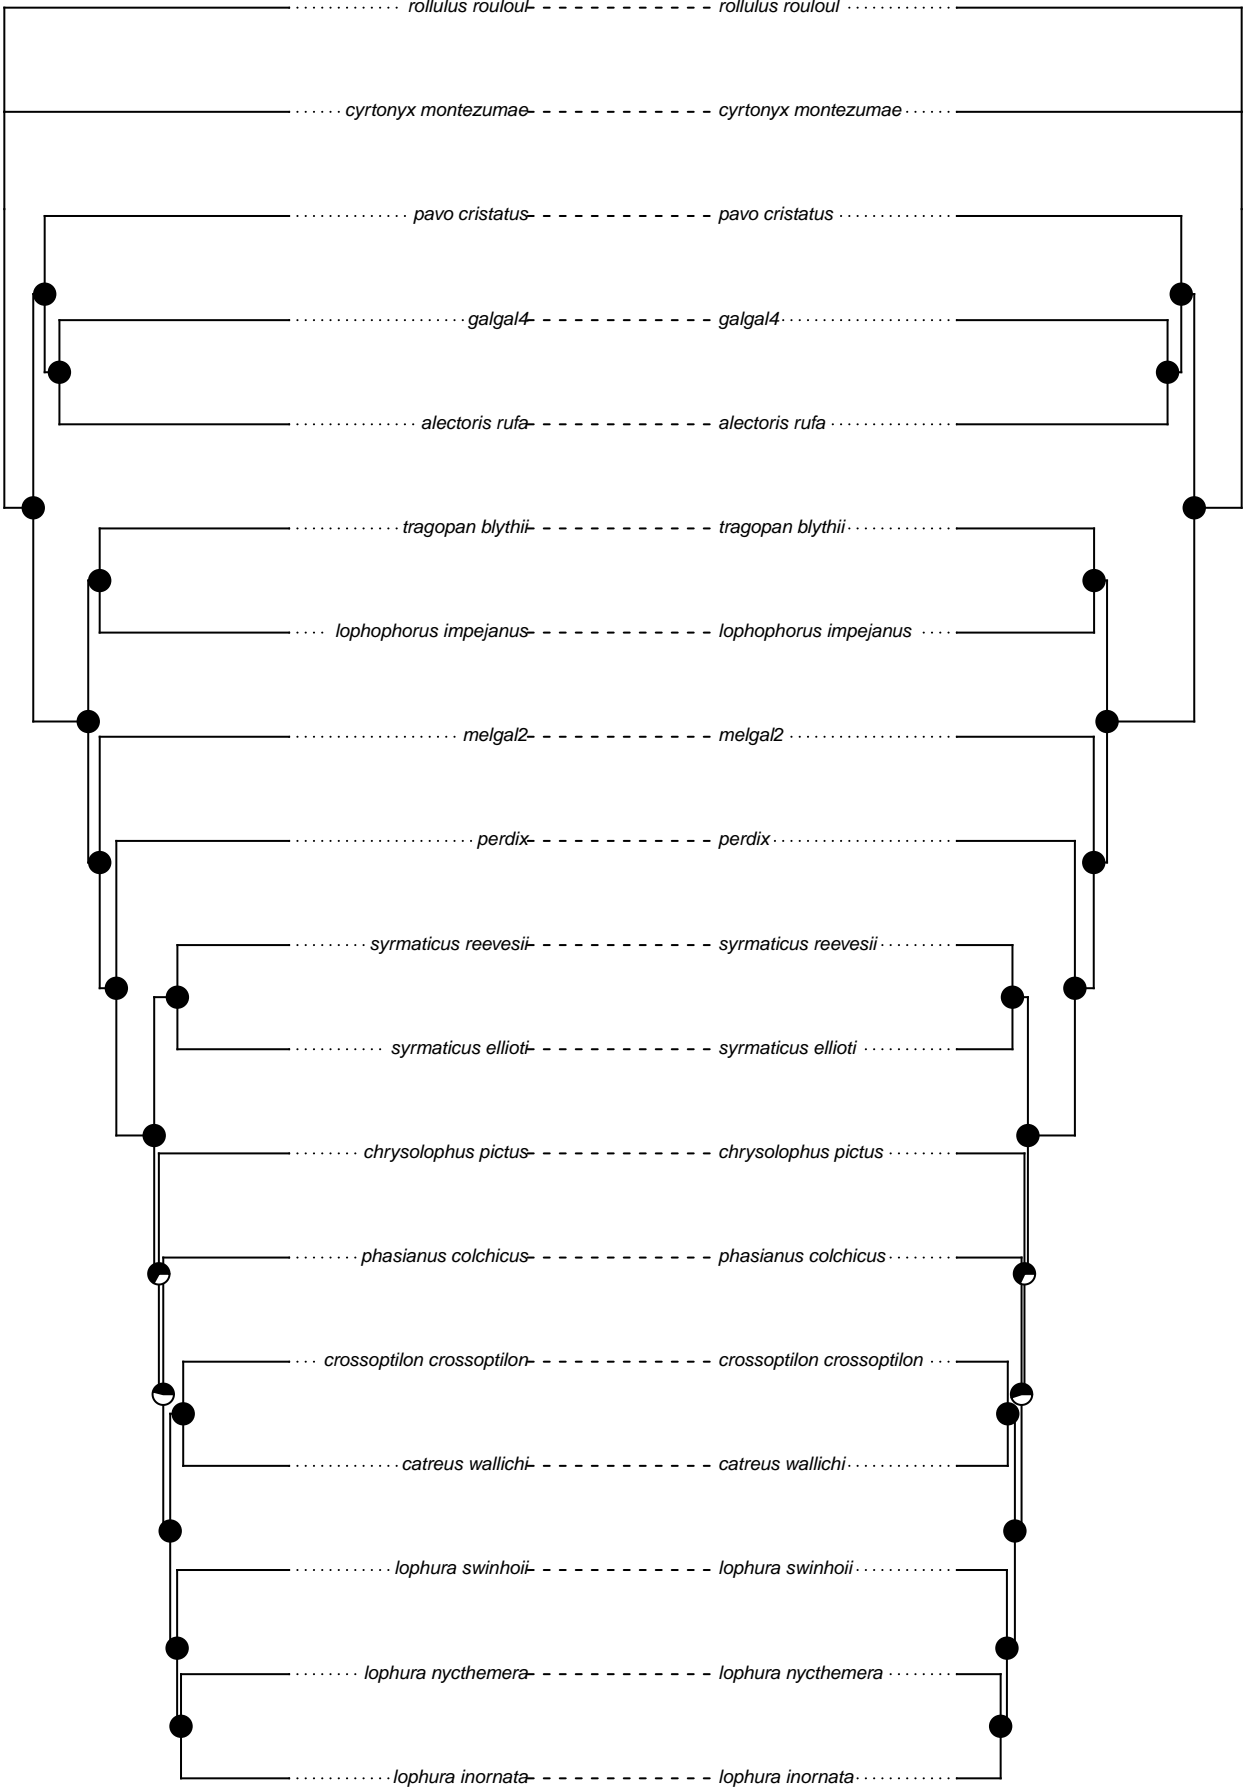 rollulus rouloul rollulus rouloul
cyrtonyx montezumae cyrtonyx montezumae
pavo cristatus pavo cristatus
galgal4 galgal4
alectoris rufa alectoris rufa
tragopan blythii tragopan blythii
lophophorus impejanus lophophorus impejanus
melgal2 melgal2
perdix perdix
syrmaticus reevesii syrmaticus reevesii
syrmaticus ellioti syrmaticus ellioti
chrysolophus pictus chrysolophus pictus
phasianus colchicus phasianus colchicus
crossoptilon crossoptilon crossoptilon crossoptilon
catreus wallichi catreus wallichi
lophura swinhoii lophura swinhoii
lophura nycthemera lophura nycthemera
lophura inornata lophura inornata